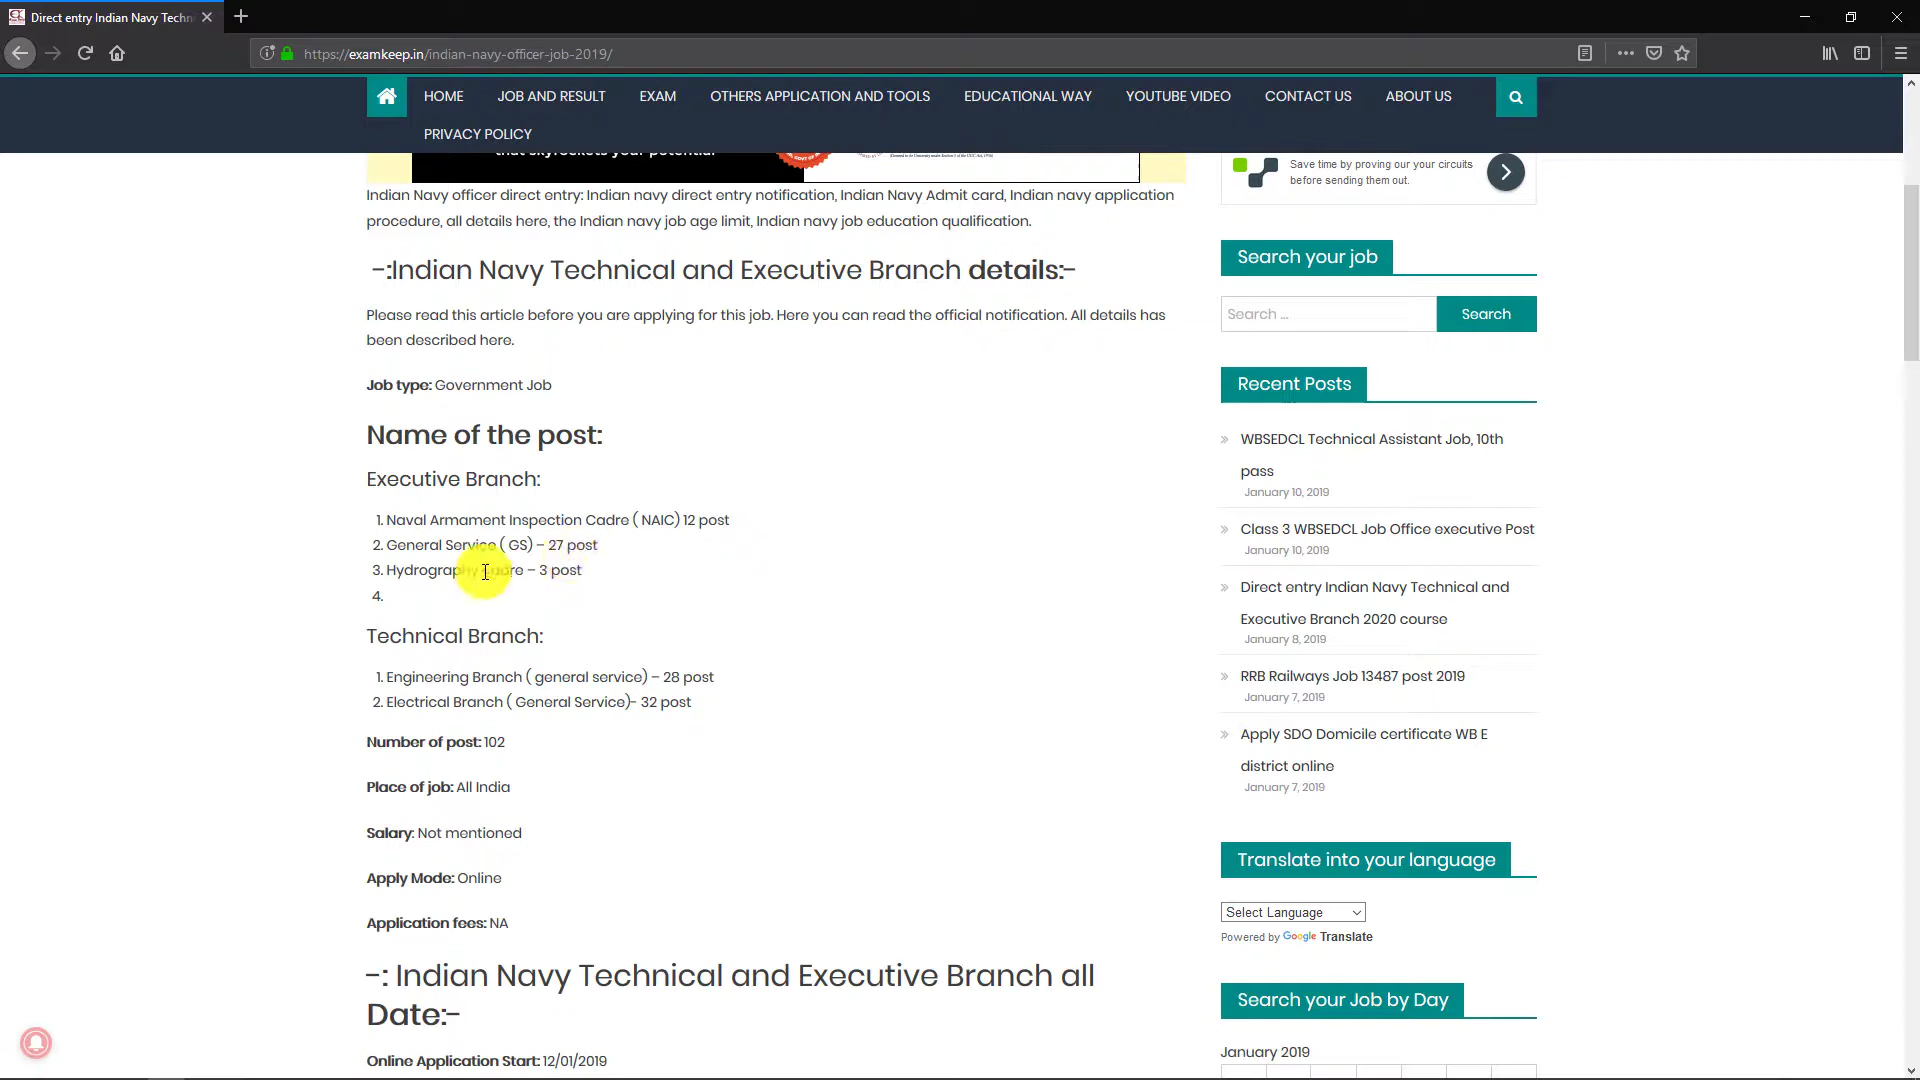 Direct entry Indian Navy Techn
https://examkeep.in/indian-navy-officer-job-2019/
HOME JOB AND RESULT EXAM OTHERS APPLICATION AND TOOLS EDUCATIONAL WAY YOUTUBE VIDEO CONTACT US ABOUT US
PRIVACY POLICY
that skyrockets your potential
Indian Navy officer direct entry: Indian navy direct entry notification, Indian Navy Admit card, Indian navy application
procedure, all details here, the Indian navy job age limit, Indian navy job education qualification.
-:Indian Navy Technical and Executive Branch details:-
Please read this article before you are applying for this job. Here you can read the official notification. All details has
been described here.
Job type: Government Job
Name of the post:
Executive Branch:
1. Naval Armament Inspection Cadre ( NAIC) 12 post
2. General Service ( GS) – 27 post
3. Hydrography Cadre – 3 post
4.
Technical Branch:
1. Engineering Branch ( general service) – 28 post
2. Electrical Branch ( General Service)- 32 post
Number of post: 102
Place of job: All India
Salary: Not mentioned
Apply Mode: Online
Application fees: NA
-: Indian Navy Technical and Executive Branch all
Date:-
Online Application Start: 12/01/2019
Save time by proving our your circuits
before sending them out.
Search your job
Search ...
Search
Recent Posts
WBSEDCL Technical Assistant Job, 10th
pass
January 10, 2019
Class 3 WBSEDCL Job Office executive Post
January 10, 2019
Direct entry Indian Navy Technical and
Executive Branch 2020 course
January 8, 2019
RRB Railways Job 13487 post 2019
January 7, 2019
Apply SDO Domicile certificate WB E
district online
January 7, 2019
Translate into your language
Select Language
Powered by Google Translate
Search your Job by Day
January 2019